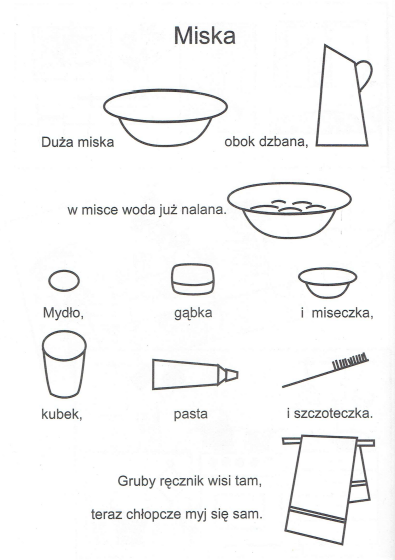 Miska
Duża miska obok dzbana,
w misce woda już nalana.
Mydło, gąbka i miseczka,
kubek, pasta i szczoteczka.
Gruby ręcznik wisi tam,
teraz chłopcze myj się sam.